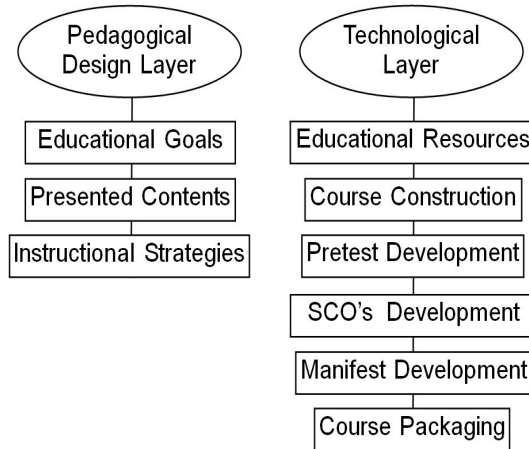 Pedagogical
Design Layer
Educational Goals
Presented Contents
Instructional Strategies
Technological
Layer
Educational Resources
Course Construction
Pretest Development
SCO's Development
Manifest Development
Course Packaging